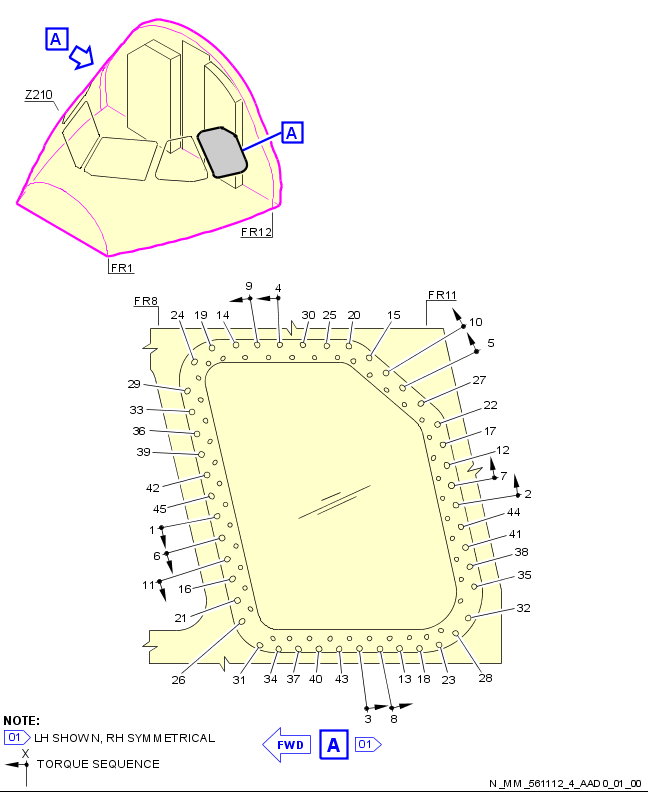 A
Z210
A
FR12
FR1
9 4
FR8 FR11
24 19 14 30 25 20 15 10
5
29 27
33 22
36 17
39 12
42 7
45 2
1 44
6 41
11 38
16 35
21 32
26 31 34 37 40 43 13 18 23 28
3 8
NOTE:
01 LH SHOWN, RH SYMMETRICAL
X
TORQUE SEQUENCE
FWD A 01
N_MM_561112_4_AAD0_01_00